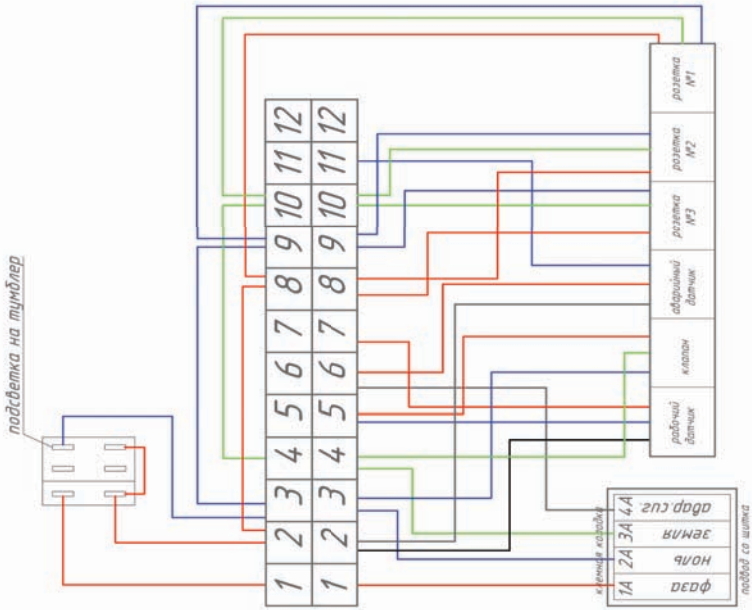 подсветка на тумблер
12 11 10 9 8 7 6 5 4 3 2 1
12 11 10 9 8 7 6 5 4 3 2 1
розетка
№1
розетка
№2
розетка
№3
аварийный
датчик
клапан
рабочий
датчик
клемная колодка
4А авар.сиг.
3А земля
2А ноль
1А фаза
подвод со щитка